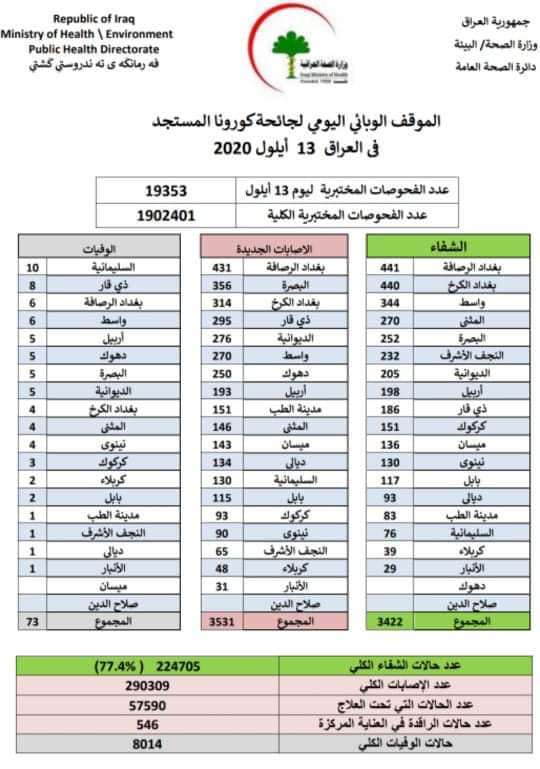 Republic of Iraq
Ministry of Health \ Environment
Public Health Directorate
فه رمانگه ی ته ندروستي گشتي
وزارة الصحة العراقية
Iraqi Ministry of Health
جمهورية العراق
وزارة الصحة/ البيئة
دائرة الصحة العامة
الموقف الوبائي اليومي لجائحة كورونا المستجد
في العراق 13 أيلول 2020
عدد الفحوصات المختبرية ليوم 13 أيلول 19353
عدد الفحوصات المختبرية الكلية 1902401
الشفاء
بغداد الرصافة 441
بغداد الكرخ 440
واسط 344
المثنى 270
البصرة 252
النجف الأشرف 232
الديوانية 205
أربيل 198
ذي قار 186
كركوك 151
ميسان 136
نينوى 130
بابل 117
ديالى 93
مدينة الطب 83
السليمانية 76
كربلاء 39
الأنبار 29
دهوك
صلاح الدين
المجموع 3422
الاصابات الجديدة
بغداد الرصافة 431
البصرة 356
بغداد الكرخ 314
ذي قار 295
الديوانية 276
واسط 270
دهوك 250
أربيل 193
مدينة الطب 151
المثنى 146
ميسان 143
ديالى 134
السليمانية 130
بابل 115
كركوك 93
نينوى 90
النجف الأشرف 65
كربلاء 48
الأنبار 31
صلاح الدين
المجموع 3531
الوفيات
السليمانية 10
ذي قار 8
بغداد الرصافة 6
واسط 6
أربيل 5
دهوك 5
البصرة 5
الديوانية 5
بغداد الكرخ 4
المثنى 4
نينوى 4
كركوك 3
كربلاء 2
بابل 2
مدينة الطب 1
النجف الأشرف 1
ديالى 1
الأنبار 1
ميسان
صلاح الدين
المجموع 73
عدد حالات الشفاء الكلي 224705 (77.4% )
عدد الإصابات الكلي 290309
عدد الحالات التي تحت العلاج 57590
عدد حالات الراقدة في العناية المركزة 546
حالات الوفيات الكلي 8014